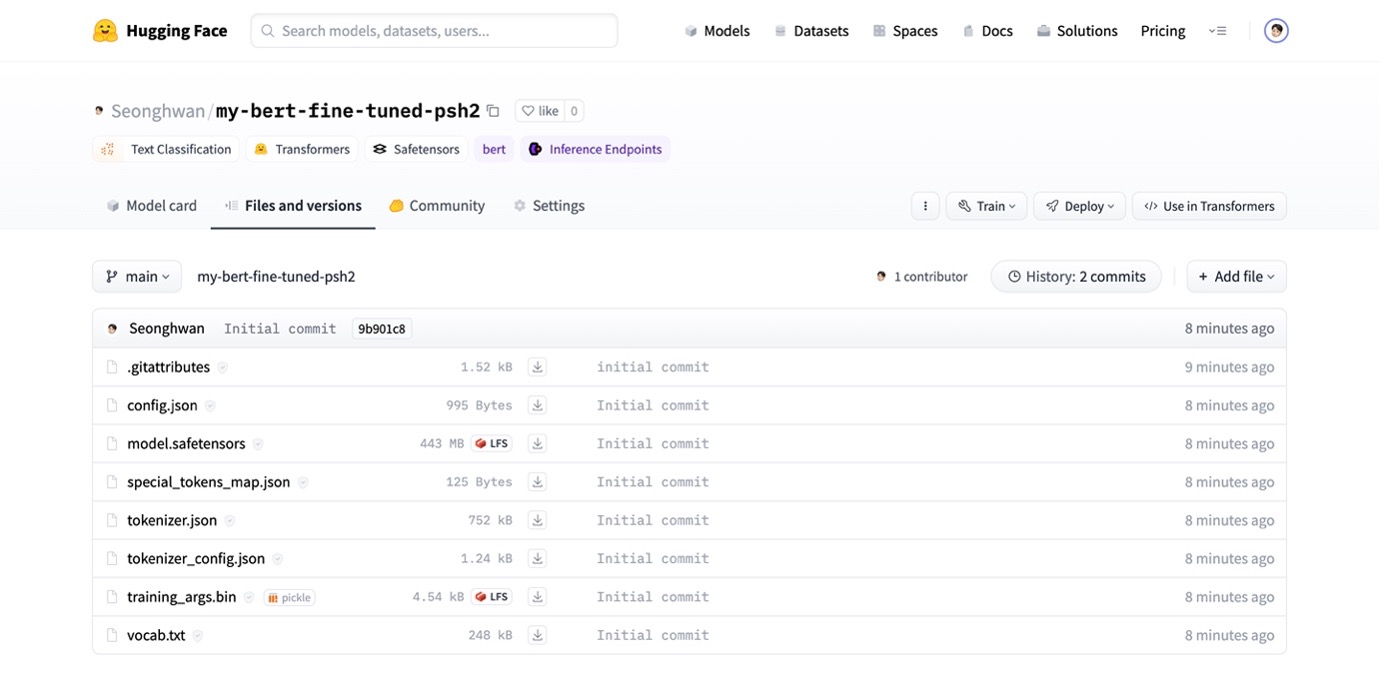 Hugging Face Search models, datasets, users... Models Datasets Spaces Docs Solutions Pricing
Seonghwan/my-bert-fine-tuned-psh2 like 0
Text Classification Transformers Safetensors bert Inference Endpoints
Model card Files and versions Community Settings Train Deploy </> Use in Transformers
main my-bert-fine-tuned-psh2 1 contributor History: 2 commits + Add file
Seonghwan Initial commit 9b901c8 8 minutes ago
.gitattributes 1.52 kB initial commit 9 minutes ago
config.json 995 Bytes Initial commit 8 minutes ago
model.safetensors 443 MB LFS Initial commit 8 minutes ago
special_tokens_map.json 125 Bytes Initial commit 8 minutes ago
tokenizer.json 752 kB Initial commit 8 minutes ago
tokenizer_config.json 1.24 kB Initial commit 8 minutes ago
training_args.bin pickle 4.54 kB LFS Initial commit 8 minutes ago
vocab.txt 248 kB Initial commit 8 minutes ago